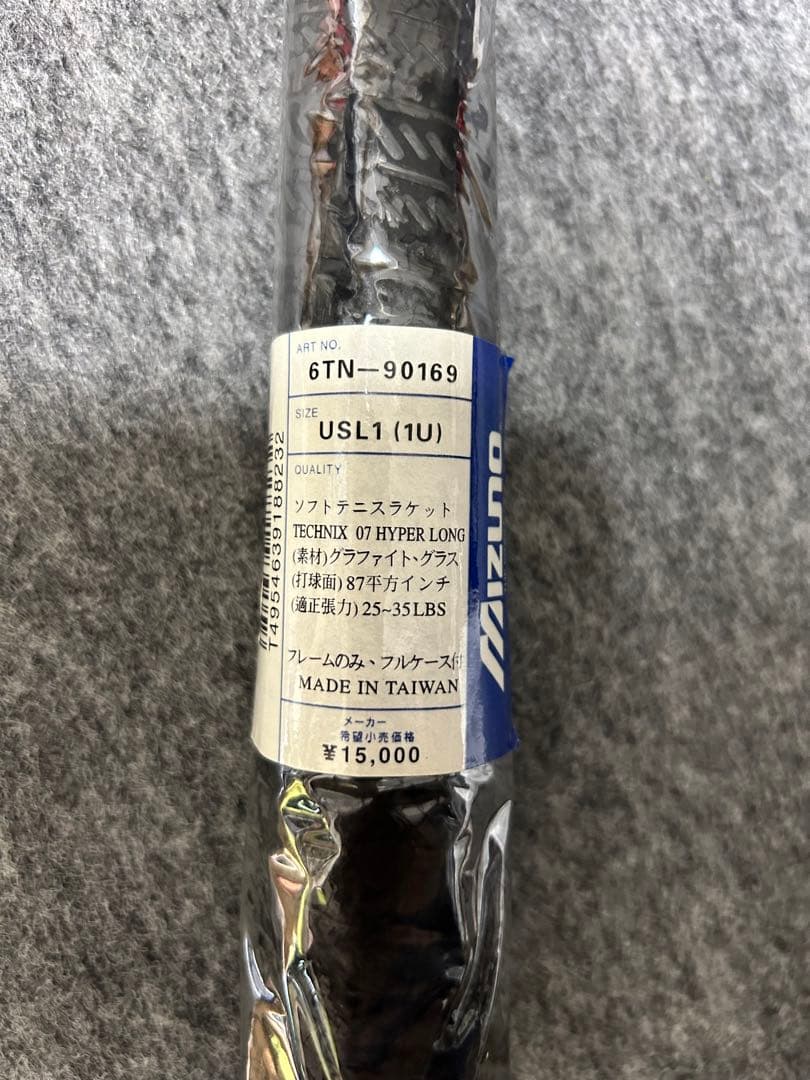 ART NO.
6TN—90169
SIZE
USL1 (1U)
QUALITY
ソフトテニスラケット
TECHNIX 07 HYPER LONG
(素材)グラファイト・グラス
(打球面)87平方インチ
(適正張力)25~35LBS
フレームのみ、フルケース付
MADE IN TAIWAN
メーカー
希望小売価格
¥15,000
T4954639188232
Mizuno